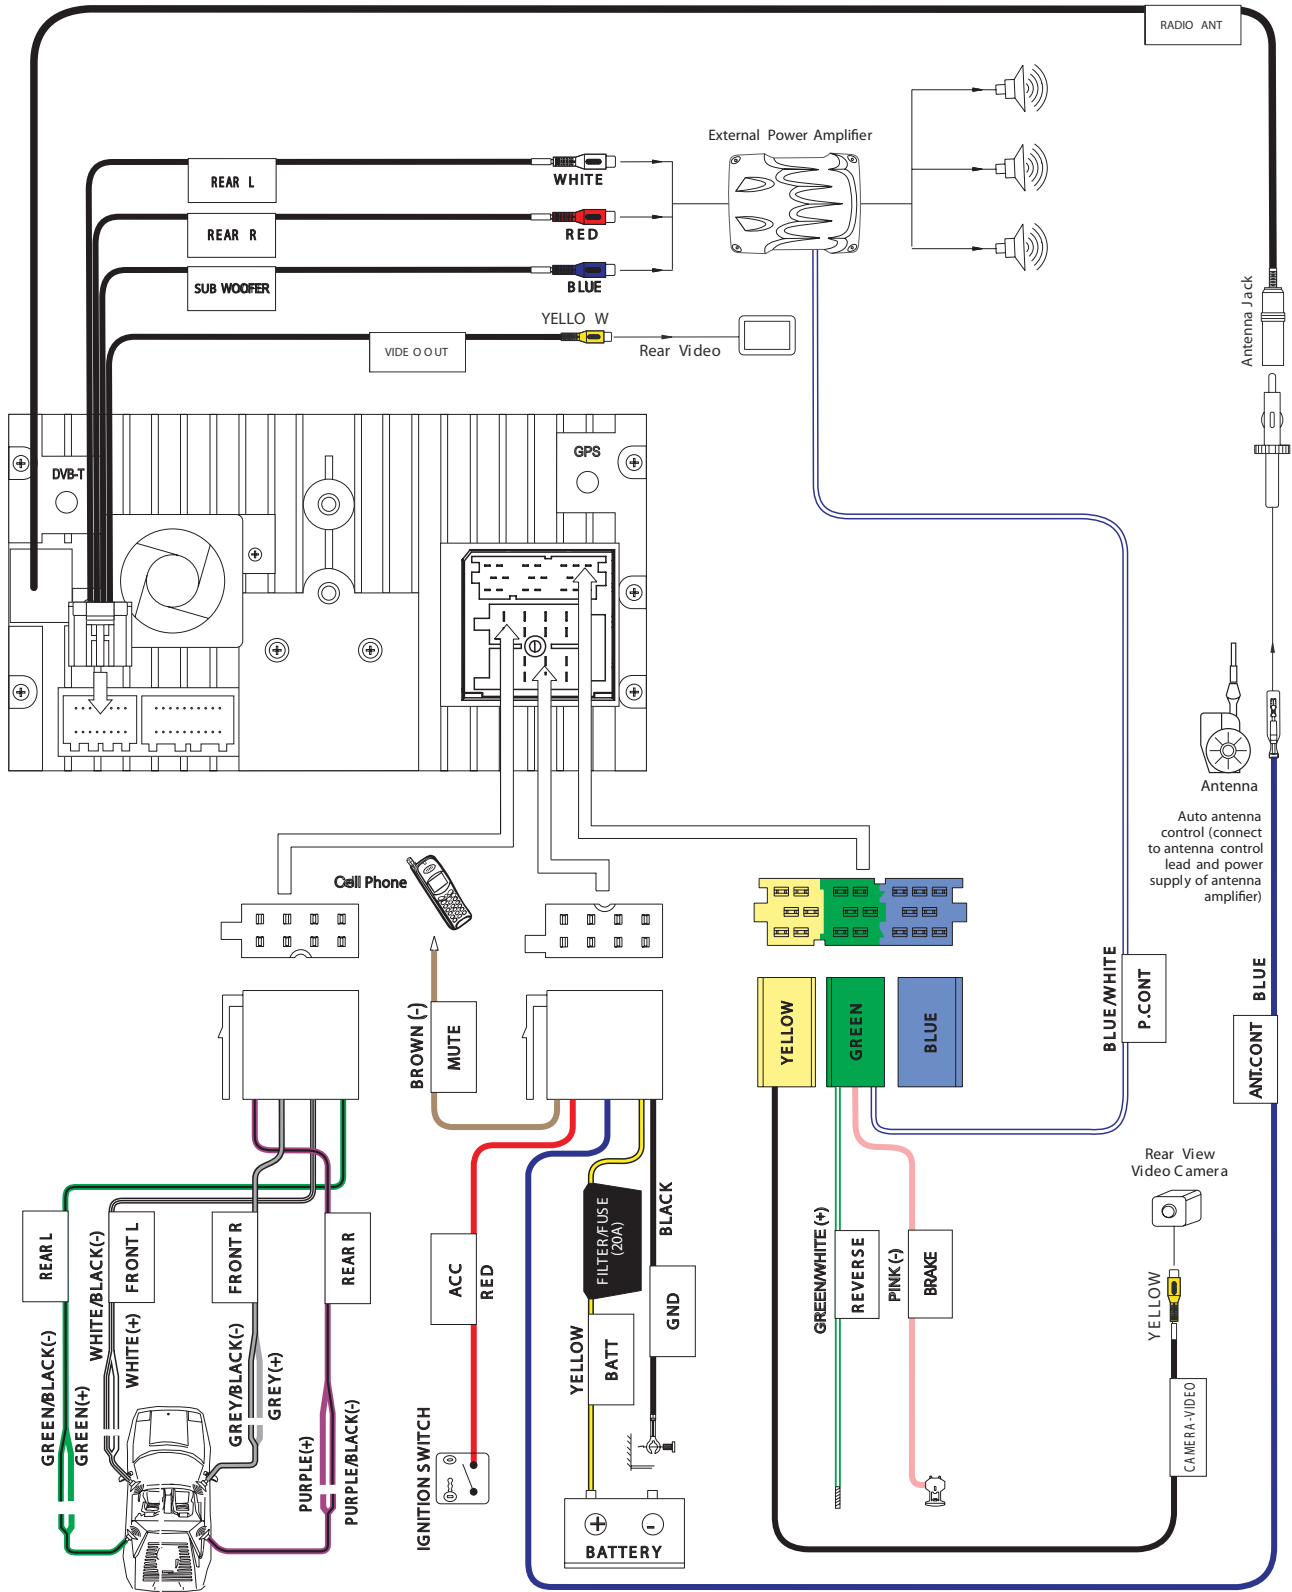 RADIO ANT
External Power Amplifier
REAR L
WHITE
REAR R
RED
SUB WOOFER
BLUE
YELLO W
VIDE O OUT
Rear Video
Antenna Jack
DVB-T
GPS
Antenna
Auto antenna
control (connect
to antenna control
lead and power
supply of antenna
amplifier)
Cell Phone
BROWN (-)
MUTE
YELLOW
GREEN
BLUE
BLUE/WHITE
P.CONT
BLUE
ANT.CONT
Rear View
Video Camera
REAR L
WHITE/BLACK(-)
FRONT L
FRONT R
REAR R
ACC
RED
FILTER/FUSE
(20A)
BLACK
GND
GREEN/WHITE (+)
REVERSE
PINK (-)
BRAKE
YELLOW
GREEN/BLACK(-)
GREEN(+)
WHITE(+)
GREY/BLACK(-)
GREY(+)
PURPLE(+)
PURPLE/BLACK(-)
YELLOW
BATT
IGNITION SWITCH
CAMERA-VIDEO
+
-
BATTERY